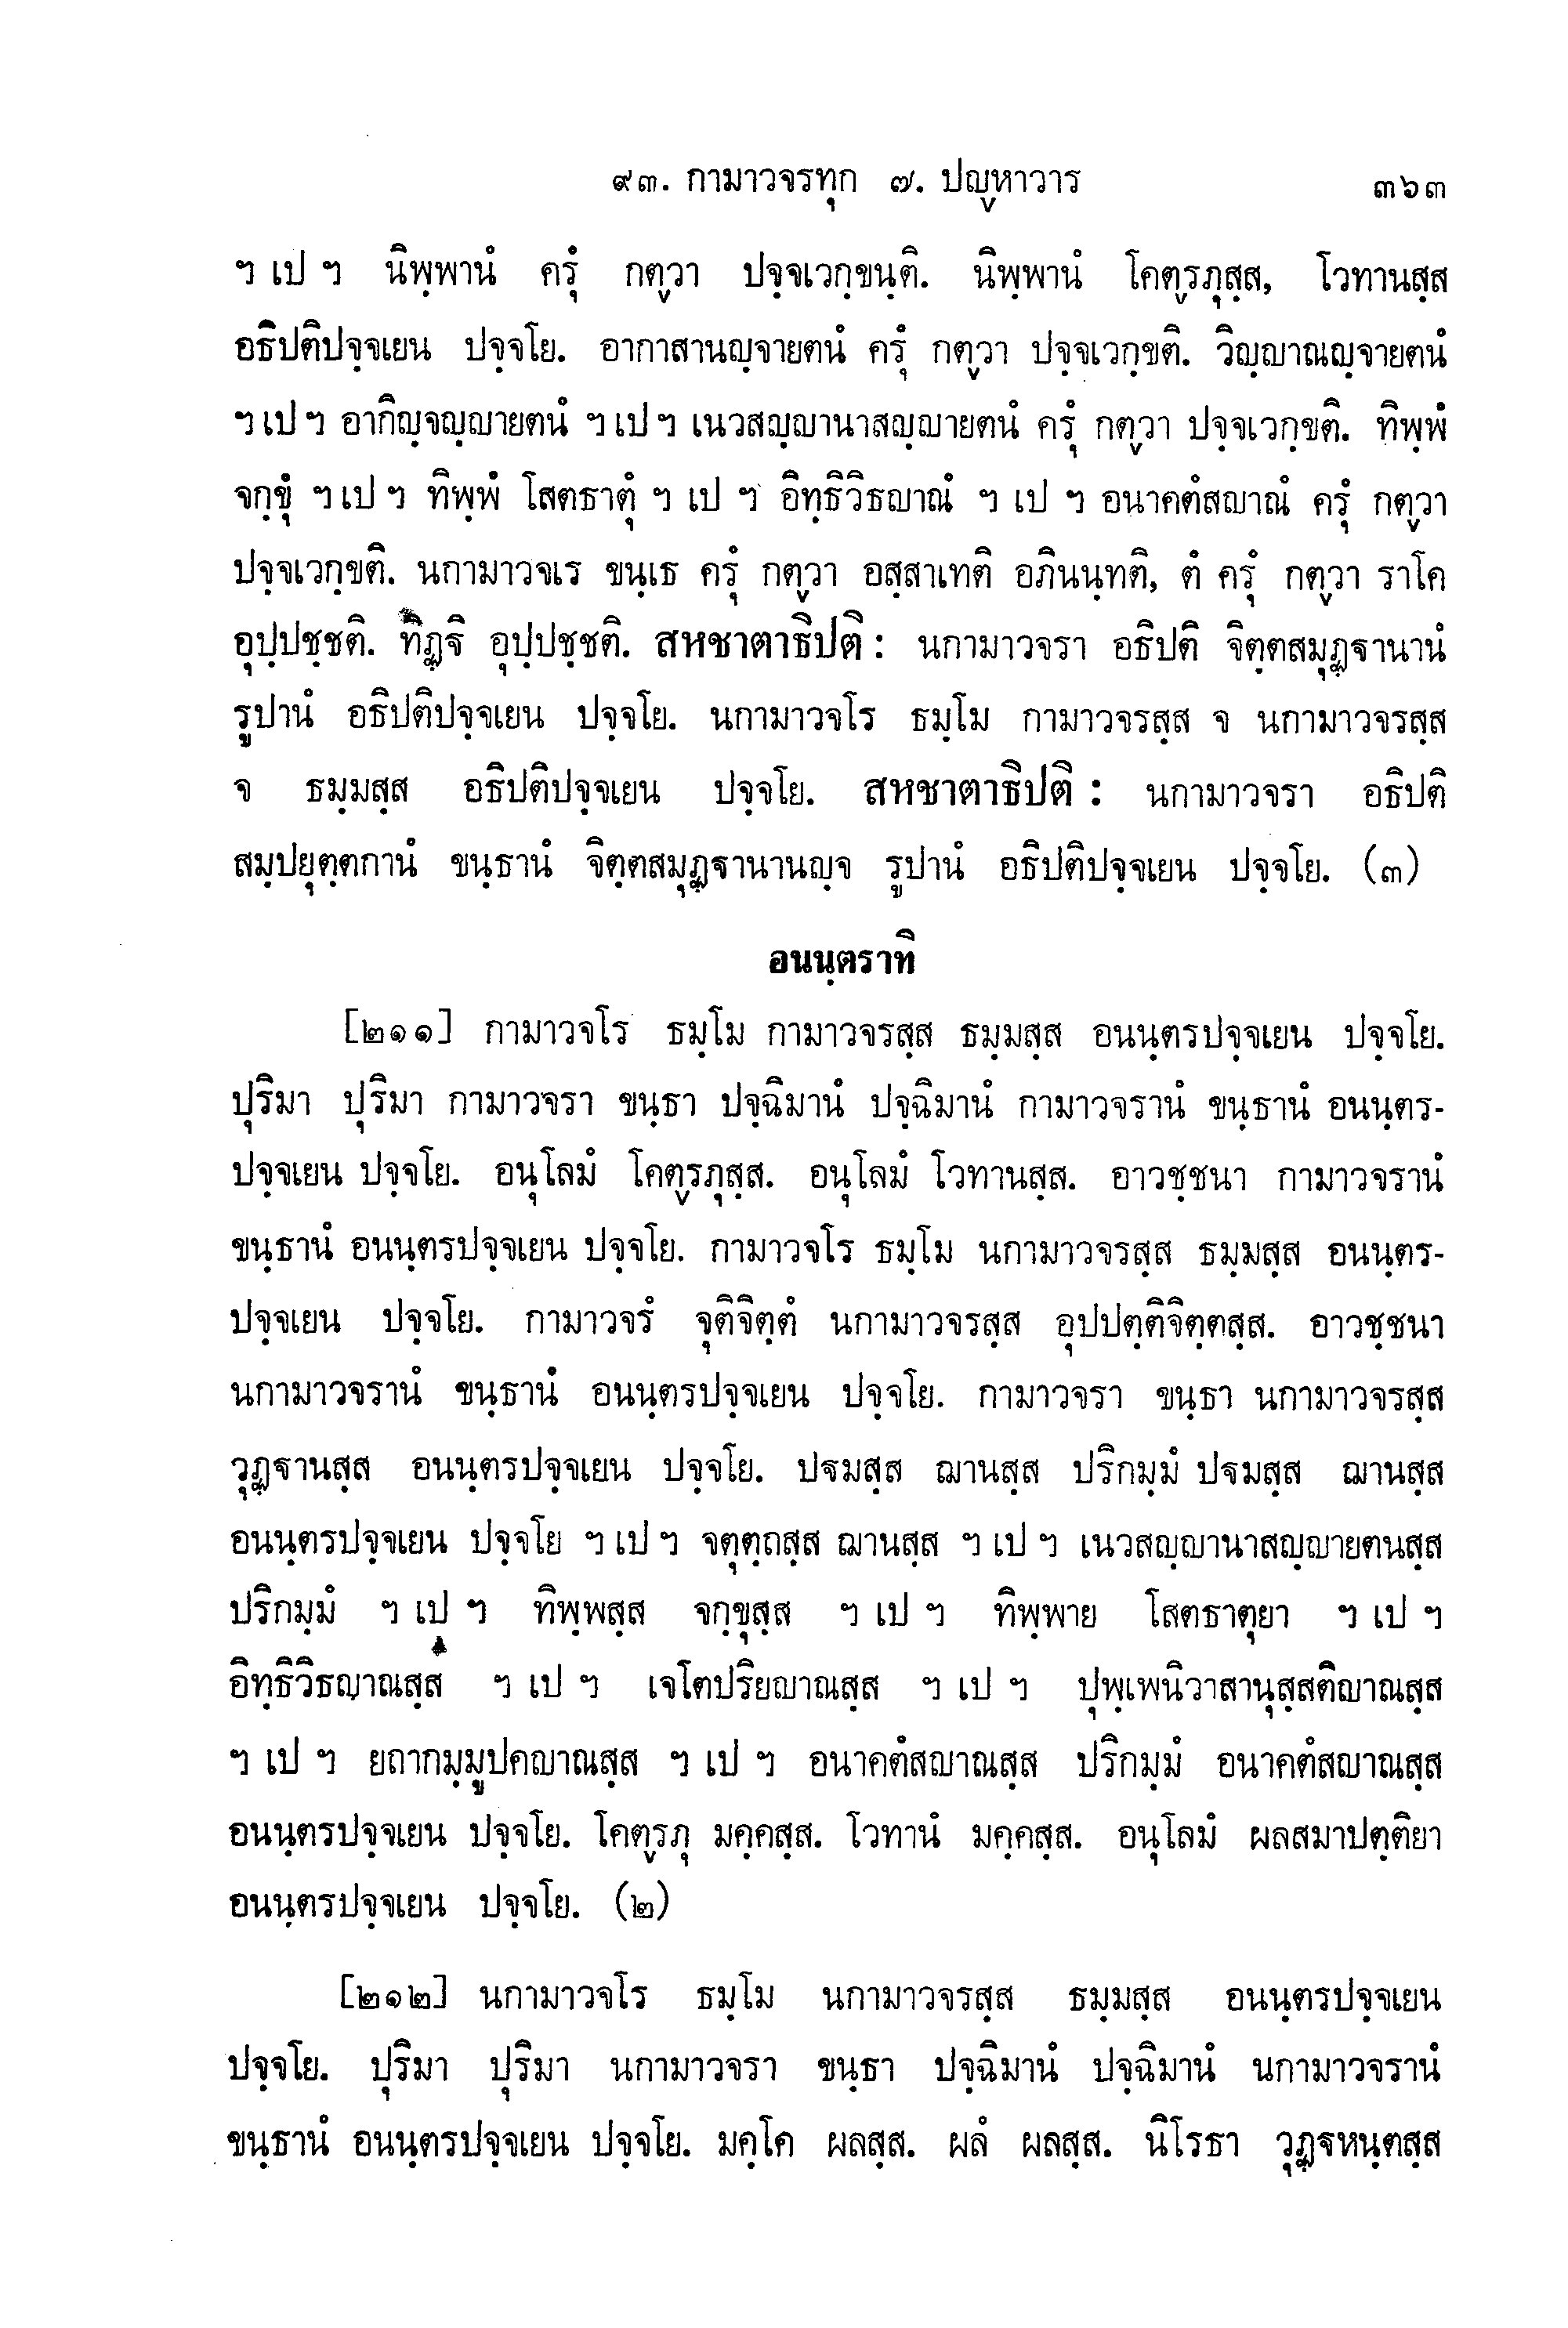 ๙๓. กามาวจรทุก ๗. ปญฺหาวาร ๓๖๓
ฯ เป ฯ นิพฺพานํ ครุํ กตฺวา ปจฺจเวกฺขนฺติ. นิพฺพานํ โคตฺรภุสฺส, โวทานสฺส
อธิปติปจฺจเยน ปจฺจโย. อากาสานญฺจายตนํ ครุํ กตฺวา ปจฺจเวกฺขติ. วิญฺญาณญฺจายตนํ
ฯ เป ฯ อากิญฺจญฺญายตนํ ฯ เป ฯ เนวสญฺญานาสญฺญายตนํ ครุํ กตฺวา ปจฺจเวกฺขติ. ทิพฺพํ
จกฺขุํ ฯ เป ฯ ทิพฺพํ โสตธาตุํ ฯ เป ฯ อิทฺธิวิธญาณํ ฯ เป ฯ อนาคตํสญาณํ ครุํ กตฺวา
ปจฺจเวกฺขติ. นกามาวจเร ขนฺเธ ครุํ กตฺวา อสฺสาเทติ อภินนฺทติ, ตํ ครุํ กตฺวา ราโค
อุปฺปชฺชติ. ทิฏฺฐิ อุปฺปชฺชติ. สหชาตาธิปติ : นกามาวจรา อธิปติ จิตฺตสมุฏฺฐานานํ
รูปานํ อธิปติปจฺจเยน ปจฺจโย. นกามาวจโร ธมฺโม กามาวจรสฺส จ นกามาวจรสฺส
จ ธมฺมสฺส อธิปติปจฺจเยน ปจฺจโย. สหชาตาธิปติ : นกามาวจรา อธิปติ
สมฺปยุตฺตกานํ ขนฺธานํ จิตฺตสมุฏฺฐานานญฺจ รูปานํ อธิปติปจฺจเยน ปจฺจโย. (๓)
อนนฺตราทิ
[๒๑๑] กามาวจโร ธมฺโม กามาวจรสฺส ธมฺมสฺส อนนฺตรปจฺจเยน ปจฺจโย.
ปุริมา ปุริมา กามาวจรา ขนฺธา ปจฺฉิมานํ ปจฺฉิมานํ กามาวจรานํ ขนฺธานํ อนนฺตร-
ปจฺจเยน ปจฺจโย. อนุโลมํ โคตฺรภุสฺส. อนุโลมํ โวทานสฺส. อาวชฺชนา กามาวจรานํ
ขนฺธานํ อนนฺตรปจฺจเยน ปจฺจโย. กามาวจโร ธมฺโม นกามาวจรสฺส ธมฺมสฺส อนนฺตร-
ปจฺจเยน ปจฺจโย. กามาวจรํ จุติจิตฺตํ นกามาวจรสฺส อุปปตฺติจิตฺตสฺส. อาวชฺชนา
นกามาวจรานํ ขนฺธานํ อนนฺตรปจฺจเยน ปจฺจโย. กามาวจรา ขนฺธา นกามาวจรสฺส
วุฏฺฐานสฺส อนนฺตรปจฺจเยน ปจฺจโย. ปฐมสฺส ฌานสฺส ปริกมฺมํ ปฐมสฺส ฌานสฺส
อนนฺตรปจฺจเยน ปจฺจโย ฯ เป ฯ จตุตฺถสฺส ฌานสฺส ฯ เป ฯ เนวสญฺญานาสญฺญายตนสฺส
ปริกมฺมํ ฯ เป ฯ ทิพฺพสฺส จกฺขุสฺส ฯ เป ฯ ทิพฺพาย โสตธาตุยา ฯ เป ฯ
อิทฺธิวิธญาณสฺส ฯ เป ฯ เจโตปริยญาณสฺส ฯ เป ฯ ปุพฺเพนิวาสานุสฺสติญาณสฺส
ฯ เป ฯ ยถากมฺมูปคญาณสฺส ฯ เป ฯ อนาคตํสญาณสฺส ปริกมฺมํ อนาคตํสญาณสฺส
อนนฺตรปจฺจเยน ปจฺจโย. โคตฺรภุ มคฺคสฺส. โวทานํ มคฺคสฺส. อนุโลมํ ผลสมาปตฺติยา
อนนฺตรปจฺจเยน ปจฺจโย. (๒)
[๒๑๒] นกามาวจโร ธมฺโม นกามาวจรสฺส ธมฺมสฺส อนนฺตรปจฺจเยน
ปจฺจโย. ปุริมา ปุริมา นกามาวจรา ขนฺธา ปจฺฉิมานํ ปจฺฉิมานํ นกามาวจรานํ
ขนฺธานํ อนนฺตรปจฺจเยน ปจฺจโย. มคฺโค ผลสฺส. ผลํ ผลสฺส. นิโรธา วุฏฺฐหนฺตสฺส